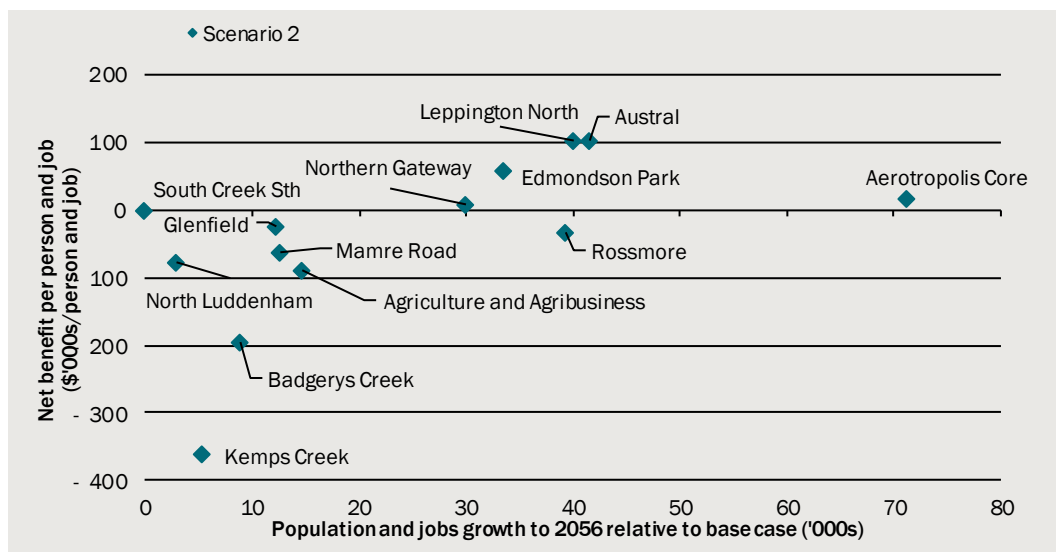 Scenario 2
200
Leppington North
Austral
100
Northern Gateway
Edmondson Park
Aerotropolis Core
South Creek Sth
0
Glenfield
Mamre Road
Rossmore
100
North Luddenham
Agriculture and Agribusiness
200
Badgerys Creek
- 300
Kemps Creek
- 400
Net benefit per person and job
($'000s/person and job)
0 10 20 30 40 50 60 70 80
Population and jobs growth to 2056 relative to base case ('000s)